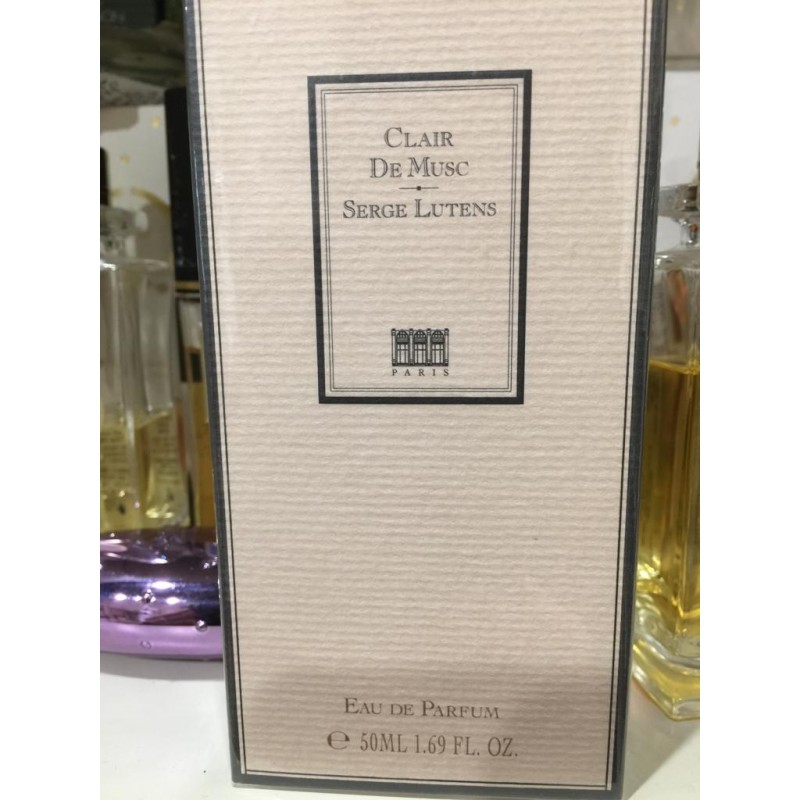 CLAIR
DE MUSC
SERGE LUTENS
PARIS
EAU DE PARFUM
℮ 50ML 1.69 FL. OZ.